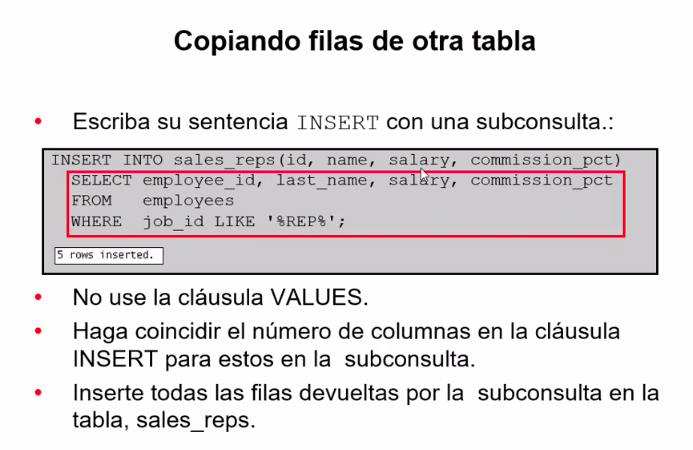 Copiando filas de otra tabla
• Escriba su sentencia INSERT con una subconsulta.:
INSERT INTO sales_reps(id, name, salary, commission_pct)
SELECT employee_id, last_name, salary, commission_pct
FROM employees
WHERE job_id LIKE '%REP%';
5 rows inserted.
• No use la cláusula VALUES.
• Haga coincidir el número de columnas en la cláusula
INSERT para estos en la subconsulta.
• Inserte todas las filas devueltas por la subconsulta en la
tabla, sales_reps.